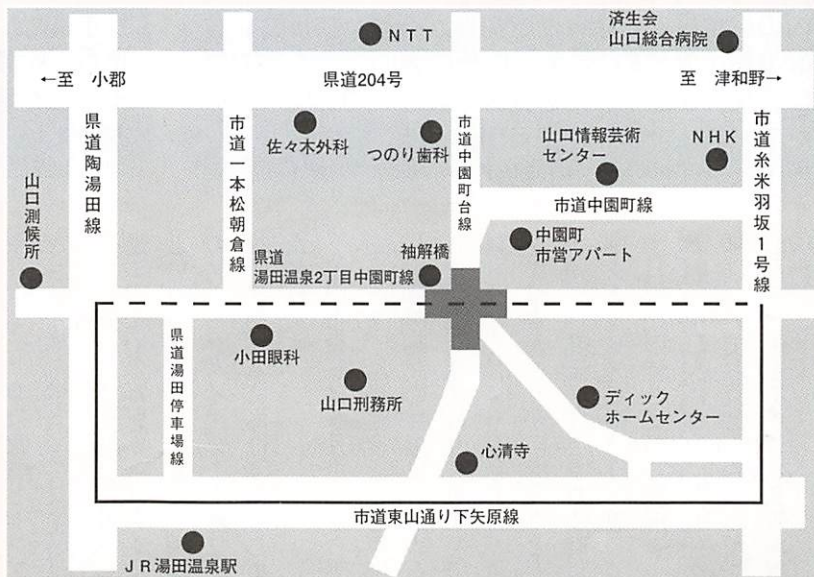 済生会
山口総合病院
NTT
←至 小郡
県道204号
至 津和野→
県道陶湯田線
市道一本松朝倉線
佐々木外科
つのり歯科
市道中園町台線
山口情報芸術
センター
NHK
市道糸米羽坂1号線
山口測候所
市道中園町線
県道
湯田温泉2丁目中園町線
袖解橋
中園町
市営アパート
県道湯田停車場線
小田眼科
山口刑務所
ディック
ホームセンター
心清寺
市道東山通り下矢原線
JR湯田温泉駅